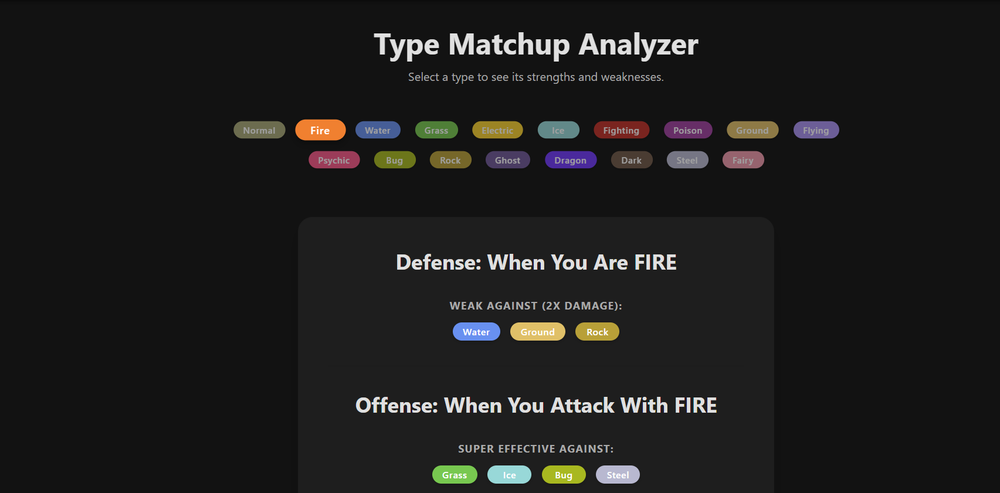 Type Matchup Analyzer
Select a type to see its strengths and weaknesses.
Normal Fire Water Grass Electric Ice Fighting Poison Ground Flying
Psychic Bug Rock Ghost Dragon Dark Steel Fairy
Defense: When You Are FIRE
WEAK AGAINST (2X DAMAGE):
Water Ground Rock
Offense: When You Attack With FIRE
SUPER EFFECTIVE AGAINST:
Grass Ice Bug Steel